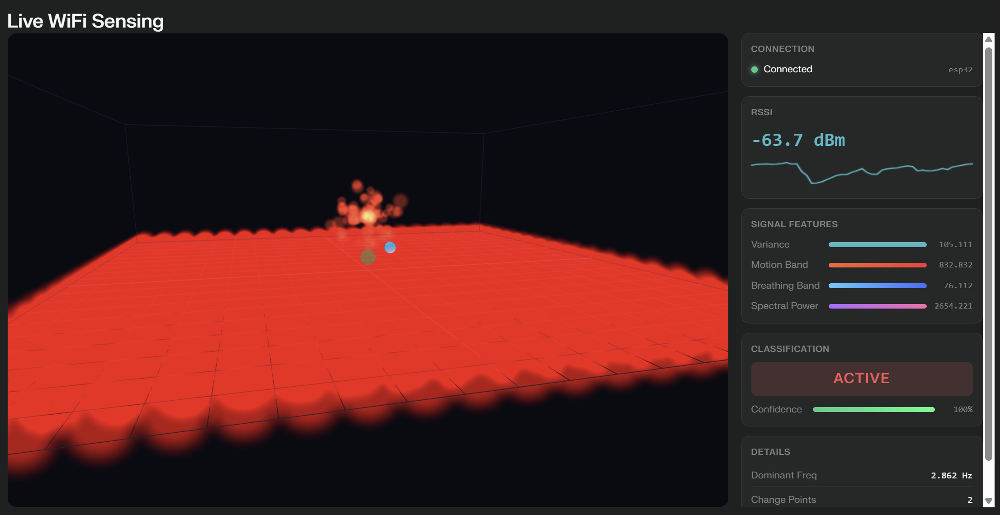 Live WiFi Sensing
CONNECTION
Connected esp32
RSSI
-63.7 dBm
SIGNAL FEATURES
Variance 105.111
Motion Band 832.832
Breathing Band 76.112
Spectral Power 2654.221
CLASSIFICATION
ACTIVE
Confidence 100%
DETAILS
Dominant Freq 2.862 Hz
Change Points 2